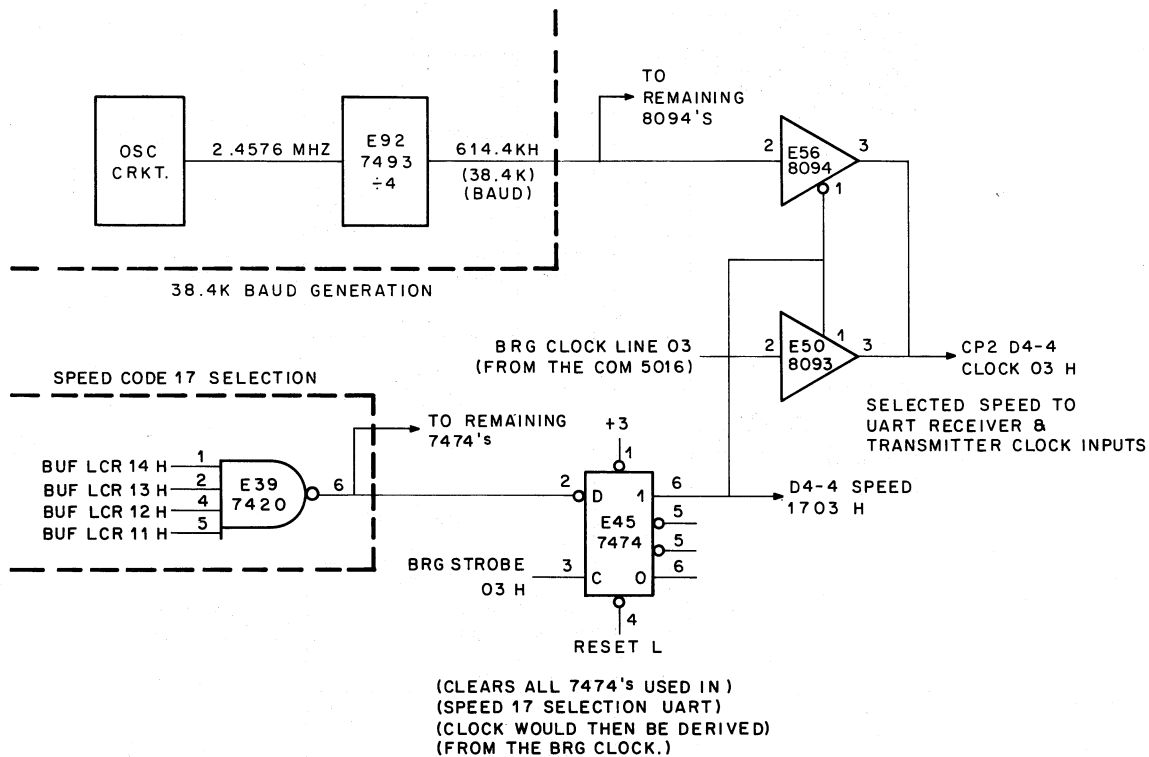 TO
REMAINING
8094'S
OSC
CRKT.
2.4576 MHZ
E92
7493
÷4
614.4KH
(38.4K)
(BAUD)
2
E56
8094
3
1
38.4K BAUD GENERATION
BRG CLOCK LINE 03
(FROM THE COM 5016)
2
E50
8093
1
3
CP2 D4-4
CLOCK 03 H
SELECTED SPEED TO
UART RECEIVER &
TRANSMITTER CLOCK INPUTS
SPEED CODE 17 SELECTION
TO REMAINING
7474's
BUF LCR 14 H
1
BUF LCR 13 H
2
BUF LCR 12 H
4
BUF LCR 11 H
5
E39
7420
6
+3
1
2
D
1
6
E45
7474
5
5
BRG STROBE
03 H
3
C
0
6
4
RESET L
D4-4 SPEED
1703 H
(CLEARS ALL 7474's USED IN)
(SPEED 17 SELECTION UART)
(CLOCK WOULD THEN BE DERIVED)
(FROM THE BRG CLOCK.)